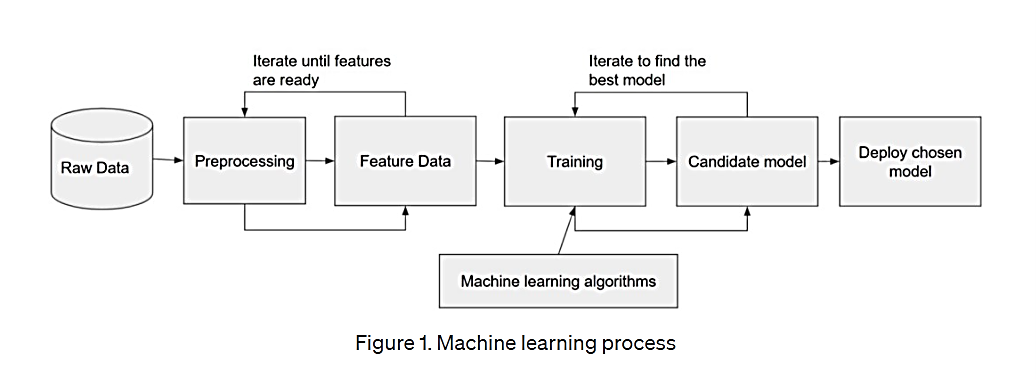 Iterate until features
are ready
Iterate to find the
best model
Raw Data
Preprocessing
Feature Data
Training
Candidate model
Deploy chosen
model
Machine learning algorithms
Figure 1. Machine learning process